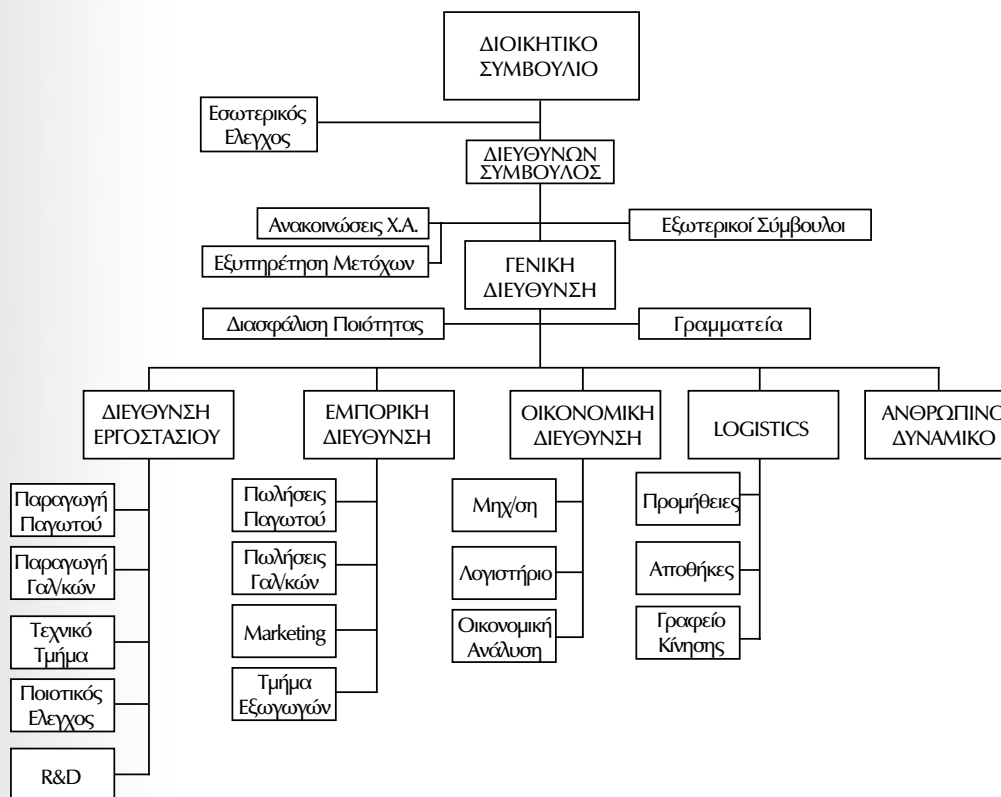 ΔΙΟΙΚΗΤΙΚΟ
ΣΥΜΒΟΥΛΙΟ
Εσωτερικός
Ελεγχος
ΔΙΕΥΘΥΝΩΝ
ΣΥΜΒΟΥΛΟΣ
Ανακοινώσεις Χ.Α.
Εξωτερικοί Σύμβουλοι
Εξυπηρέτηση Μετόχων
ΓΕΝΙΚΗ
ΔΙΕΥΘΥΝΣΗ
Διασφάλιση Ποιότητας
Γραμματεία
ΔΙΕΥΘΥΝΣΗ
ΕΡΓΟΣΤΑΣΙΟΥ
ΕΜΠΟΡΙΚΗ
ΔΙΕΥΘΥΝΣΗ
ΟΙΚΟΝΟΜΙΚΗ
ΔΙΕΥΘΥΝΣΗ
LOGISTICS
ΑΝΘΡΩΠΙΝΟ
ΔΥΝΑΜΙΚΟ
Παραγωγή
Παγωτού
Παραγωγή
Γαλ/κών
Τεχνικό
Τμήμα
Ποιοτικός
Ελεγχος
R&D
Πωλήσεις
Παγωτού
Πωλήσεις
Γαλ/κών
Marketing
Τμήμα
Εξωγωγών
Μηχ/ση
Λογιστήριο
Οικονομική
Ανάλυση
Προμήθειες
Αποθήκες
Γραφείο
Κίνησης